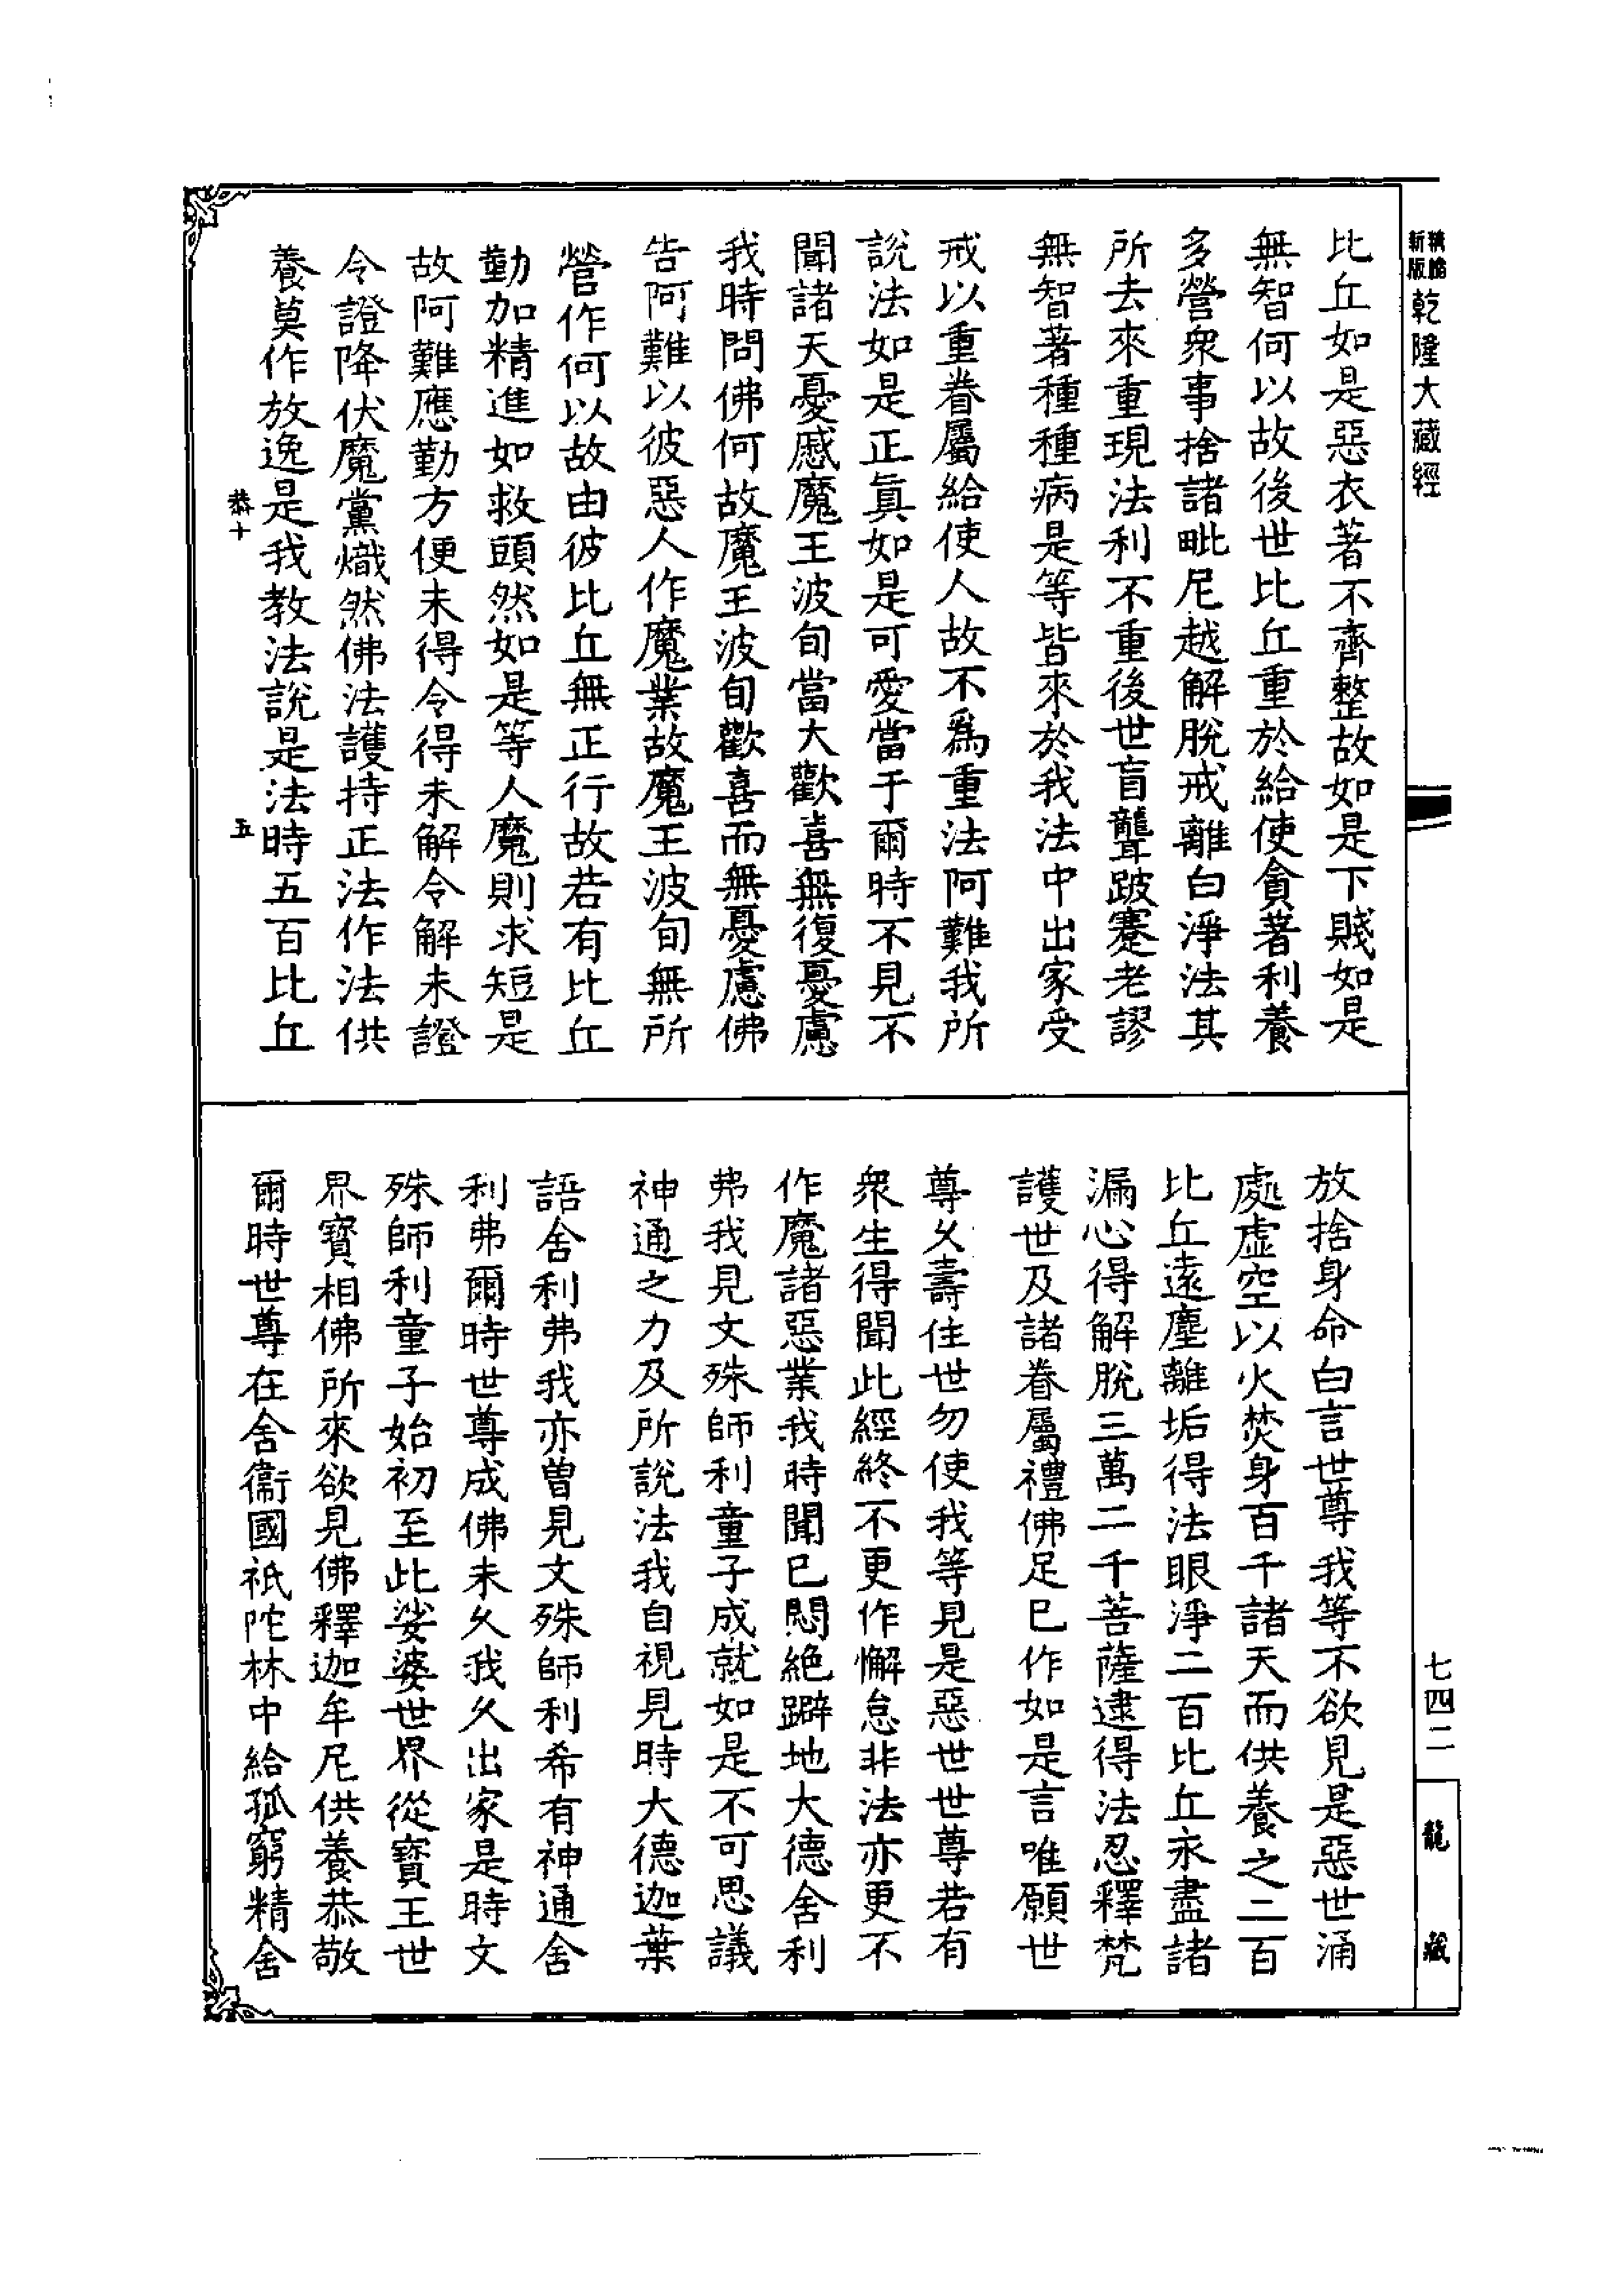 新版精縮乾隆大藏經
比丘如是惡衣著不齊整故如是下賤如是
無智何以故後世比丘重於給使貪著利養
多營衆事捨諸毗尼越解脫戒離白淨法其
所去來重現法利不重後世盲聾跛蹇老謬
無智著種種病是等皆來於我法中出家受
戒以重眷屬給使人故不爲重法阿難我所
說法如是正眞如是可愛當于爾時不見不
聞諸天憂慼魔王波旬當大歡喜無復憂慮
我時問佛何故魔王波旬歡喜而無憂慮佛
告阿難以彼惡人作魔業故魔王波旬無所
營作何以故由彼比丘無正行故若有比丘
勤加精進如救頭然如是等人魔則求短是
故阿難應勤方便未得令得未解令解未證
令證降伏魔黨熾然佛法護持正法作法供
養莫作放逸是我教法說是法時五百比丘
恭十
五
放捨身命白言世尊我等不欲見是惡世涌
處虛空以火焚身百千諸天而供養之二百
比丘遠塵離垢得法眼淨二百比丘永盡諸
漏心得解脫三萬二千菩薩逮得法忍釋梵
護世及諸眷屬禮佛足已作如是言唯願世
尊久壽住世勿使我等見是惡世世尊若有
衆生得聞此經終不更作懈怠非法亦更不
作魔諸惡業我時聞已悶絶躃地大德舍利
弗我見文殊師利童子成就如是不可思議
神通之力及所說法我自視見時大德迦葉
語舍利弗我亦曾見文殊師利希有神通舍
利弗爾時世尊成佛未久我久出家是時文
殊師利童子始初至此娑婆世界從寶王世
界寶相佛所來欲見佛釋迦牟尼供養恭敬
爾時世尊在舍衞國祇陀林中給孤窮精舍
七四二
龍藏